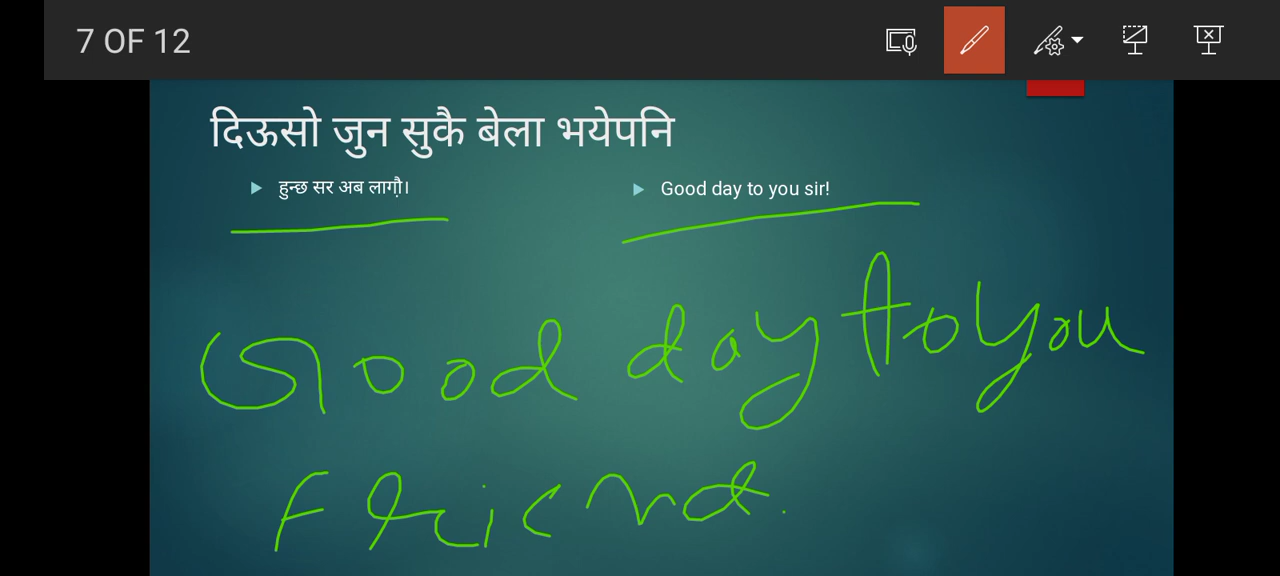 7 OF 12
दिऊसो जुन सुकै बेला भयेपनि
हुन्छ सर अब लागौ़।
Good day to you sir!
Good day to you
Friend.